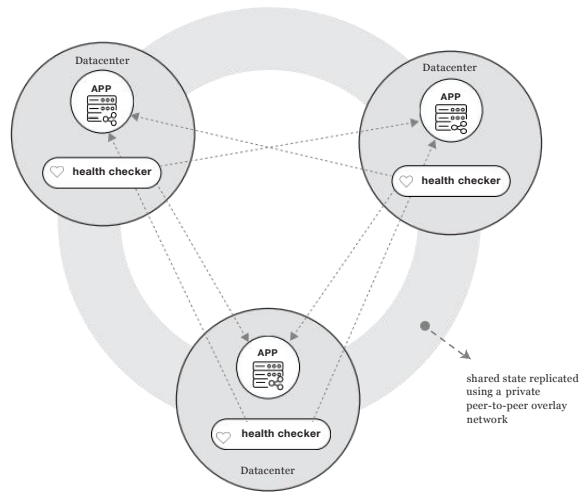 Datacenter
APP
health checker
Datacenter
APP
health checker
APP
health checker
Datacenter
shared state replicated
using a private
peer-to-peer overlay
network